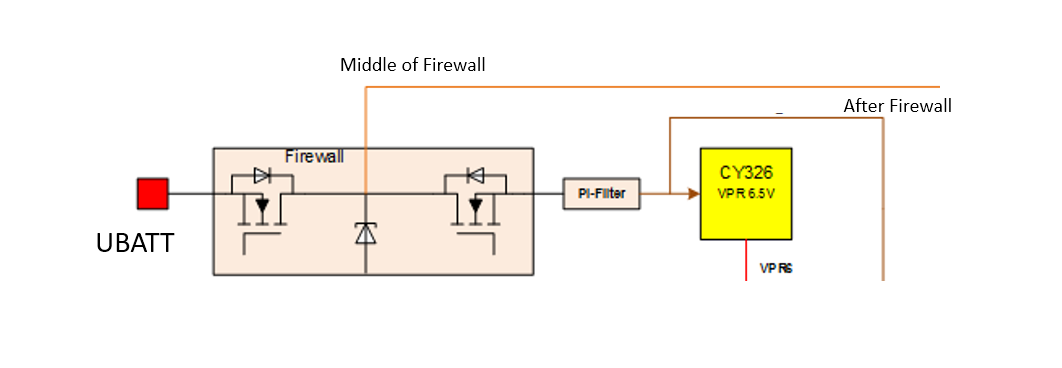 Middle of Firewall
After Firewall
Firewall
CY326
PI-Filter
VPR 6.5V
UBATT
VPR6